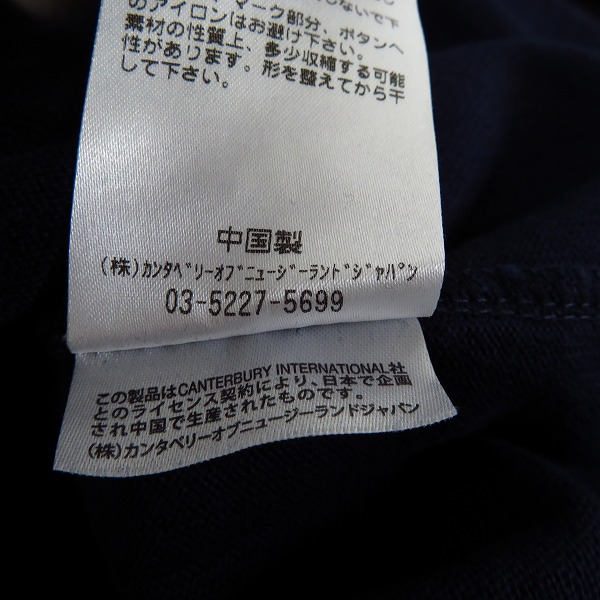 、マーク部分、ボタンへ
のアイロンはお避け下さい。
素材の性質上、多少収縮する可能
性があります。形を整えてから干
して下さい。
中国製
(株)ｶﾝﾀﾍﾞﾘｰｵﾌﾞﾆｭｰｼﾞｰﾗﾝﾄﾞｼﾞｬﾊﾟﾝ
03-5227-5699
この製品はCANTERBURY INTERNATIONAL社
とのライセンス契約により、日本で企画
され中国で生産されたものです。
(株)カンタベリーオブニュージーランドジャパン